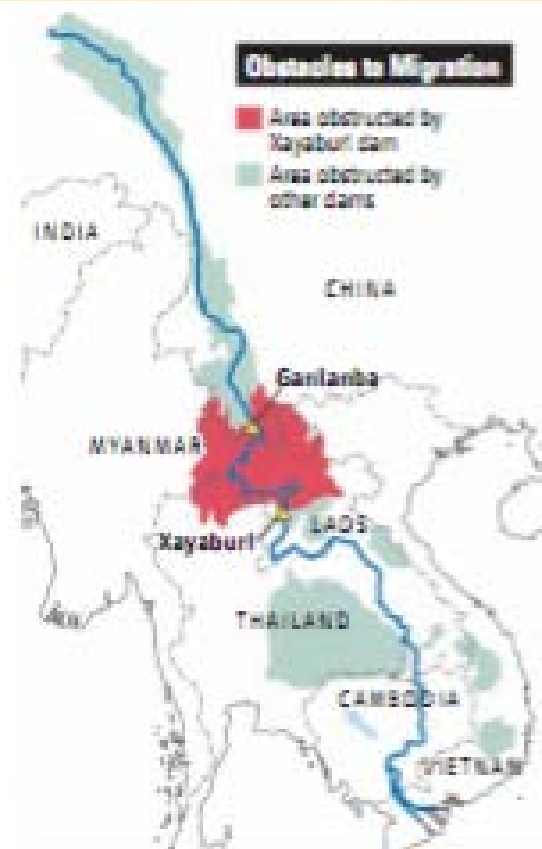 Obstacles to Migration
Area obstructed by
Xayaburi dam
Area obstructed by
other dams
INDIA
CHINA
Ganlanba
MYANMAR
LAOS
Xayaburi
THAILAND
CAMBODIA
VIETNAM